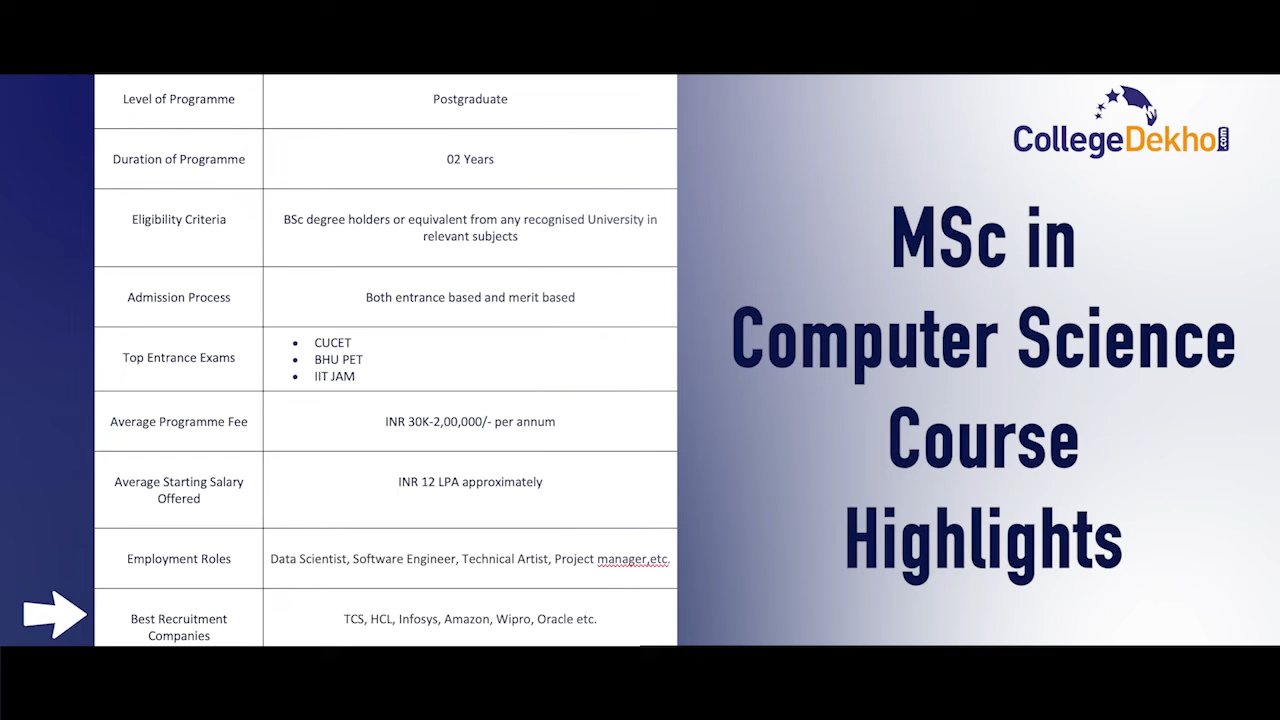 Level of Programme
Postgraduate
Duration of Programme
02 Years
Eligibility Criteria
BSc degree holders or equivalent from any recognised University in
relevant subjects
Admission Process
Both entrance based and merit based
Top Entrance Exams
• CUCET
• BHU PET
• IIT JAM
Average Programme Fee
INR 30K-2,00,000/- per annum
Average Starting Salary
Offered
INR 12 LPA approximately
Employment Roles
Data Scientist, Software Engineer, Technical Artist, Project manager,etc.
Best Recruitment
Companies
TCS, HCL, Infosys, Amazon, Wipro, Oracle etc.
CollegeDekho.com
MSc in
Computer Science
Course
Highlights